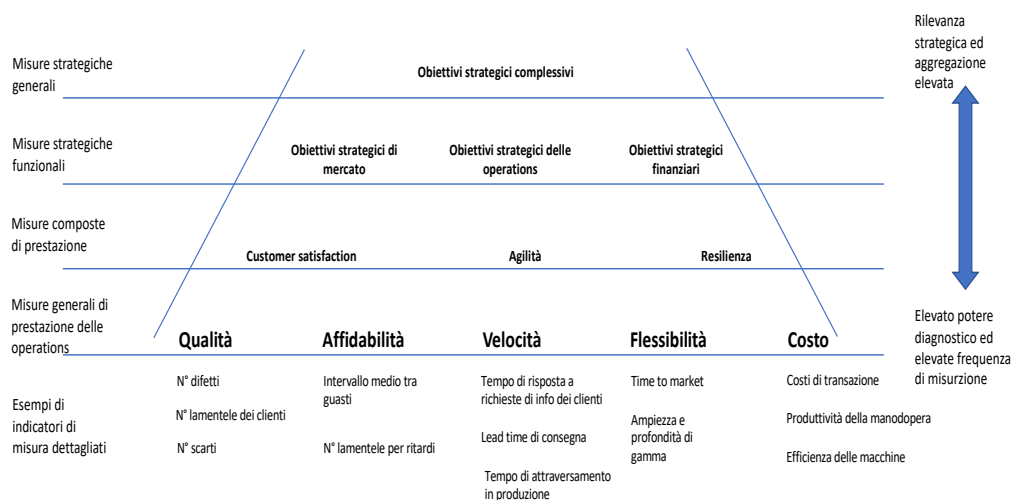 Rilevanza
strategica ed
aggregazione
elevata
Misure strategiche
generali
Obiettivi strategici complessivi
Misure strategiche
funzionali
Obiettivi strategici di
mercato
Obiettivi strategici delle
operations
Obiettivi strategici
finanziari
Misure composte
di prestazione
Customer satisfaction
Agilità
Resilienza
Misure generali di
prestazione delle
operations
Qualità
Affidabilità
Velocità
Flessibilità
Costo
Elevato potere
diagnostico ed
elevate frequenza
di misurzione
Esempi di
indicatori di
misura dettagliati
N° difetti
N° lamentele dei clienti
N° scarti
Intervallo medio tra
guasti
N° lamentele per ritardi
Tempo di risposta a
richieste di info dei clienti
Lead time di consegna
Tempo di attraversamento
in produzione
Time to market
Ampiezza e
profondità di
gamma
Costi di transazione
Produttività della manodopera
Efficienza delle macchine